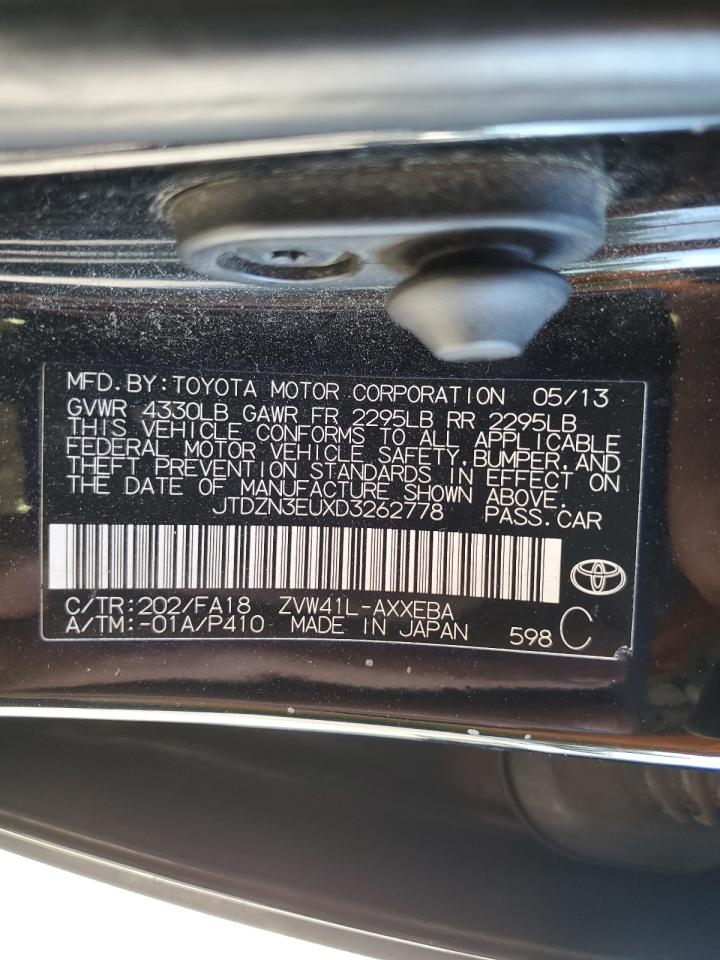 MFD. BY: TOYOTA MOTOR CORPORATION 05/13
GVWR 4330LB GAWR FR 2295LB RR 2295LB
THIS VEHICLE CONFORMS TO ALL APPLICABLE
FEDERAL MOTOR VEHICLE SAFETY, BUMPER, AND
THEFT PREVENTION STANDARDS IN EFFECT ON
THE DATE OF MANUFACTURE SHOWN ABOVE.
JTDZN3EUXD3262778 PASS. CAR
C/TR: 202/FA18 ZVW41L-AXXEBA
A/TM: -01A/P410 MADE IN JAPAN 598 C